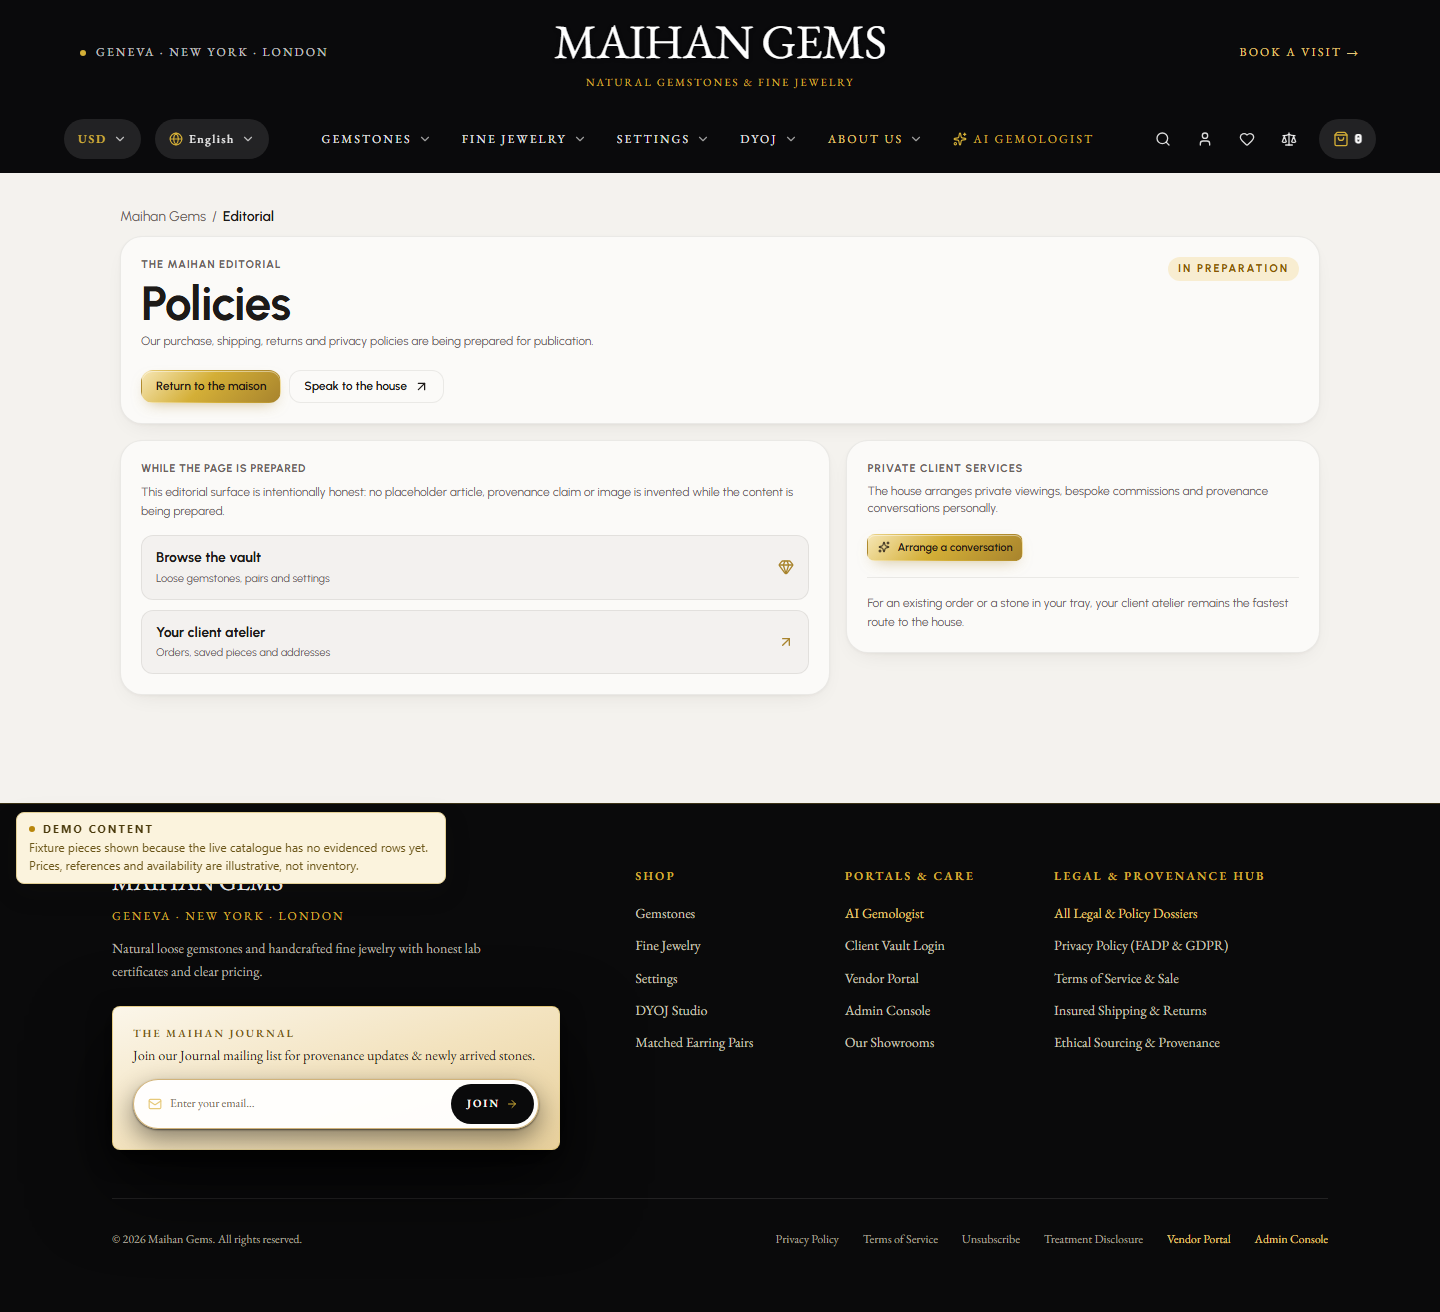 GENEVA · NEW YORK · LONDON
MAIHAN GEMS
NATURAL GEMSTONES & FINE JEWELRY
BOOK A VISIT →
USD
English
GEMSTONES
FINE JEWELRY
SETTINGS
DYOJ
ABOUT US
AI GEMOLOGIST
0
Maihan Gems / Editorial
THE MAIHAN EDITORIAL
IN PREPARATION
Policies
Our purchase, shipping, returns and privacy policies are being prepared for publication.
Return to the maison
Speak to the house
WHILE THE PAGE IS PREPARED
This editorial surface is intentionally honest: no placeholder article, provenance claim or image is invented while the content is
being prepared.
Browse the vault
Loose gemstones, pairs and settings
Your client atelier
Orders, saved pieces and addresses
PRIVATE CLIENT SERVICES
The house arranges private viewings, bespoke commissions and provenance
conversations personally.
Arrange a conversation
For an existing order or a stone in your tray, your client atelier remains the fastest
route to the house.
DEMO CONTENT
Fixture pieces shown because the live catalogue has no evidenced rows yet.
Prices, references and availability are illustrative, not inventory.
MAIHAN GEMS
GENEVA · NEW YORK · LONDON
Natural loose gemstones and handcrafted fine jewelry with honest lab
certificates and clear pricing.
THE MAIHAN JOURNAL
Join our Journal mailing list for provenance updates & newly arrived stones.
Enter your email...
JOIN →
SHOP
Gemstones
Fine Jewelry
Settings
DYOJ Studio
Matched Earring Pairs
PORTALS & CARE
AI Gemologist
Client Vault Login
Vendor Portal
Admin Console
Our Showrooms
LEGAL & PROVENANCE HUB
All Legal & Policy Dossiers
Privacy Policy (FADP & GDPR)
Terms of Service & Sale
Insured Shipping & Returns
Ethical Sourcing & Provenance
© 2026 Maihan Gems. All rights reserved.
Privacy Policy
Terms of Service
Unsubscribe
Treatment Disclosure
Vendor Portal
Admin Console